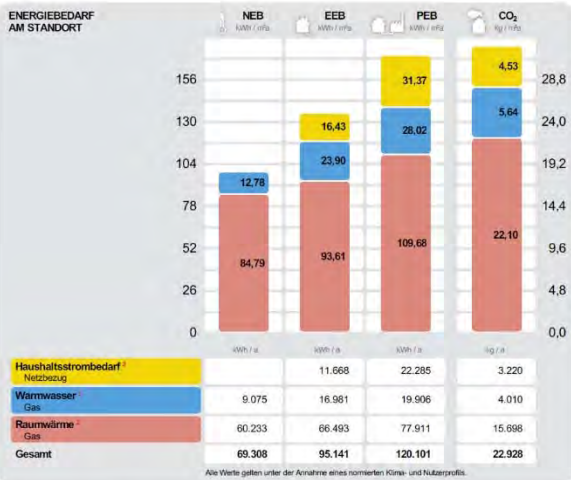 ENERGIEBEDARF
AM STANDORT
NEB
kWh / m²a
EEB
kWh / m²a
PEB
kWh / m²a
CO₂
kg / m²a
156
130
104
78
52
26
0
12,78
84,79
16,43
23,90
93,61
31,37
28,02
109,68
4,53
5,64
22,10
28,8
24,0
19,2
14,4
9,6
4,8
0,0
kWh / a kWh / a kWh / a kg / a
Haushaltsstrombedarf 11.668 22.285 3.220
Netzbezug
Warmwasser 9.075 16.981 19.906 4.010
Gas
Raumwärme 60.233 66.493 77.911 15.698
Gas
Gesamt 69.308 95.141 120.101 22.928
Alle Werte gelten unter der Annahme eines normierten Klima- und Nutzerprofils.